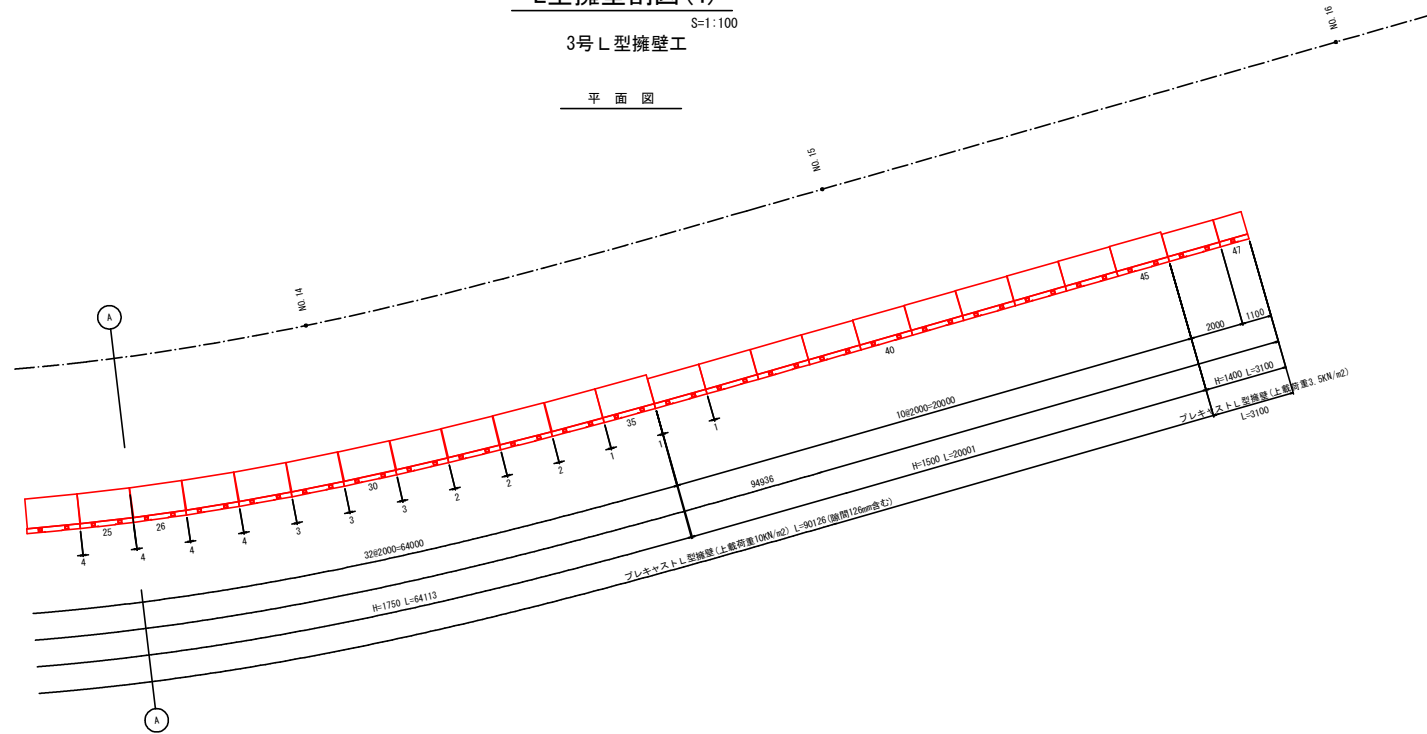 S=1:100
3号L型擁壁工
平 面 図
NO.16
NO.15
NO.14
A
47
45
40
35
30
26
25
2000
1100
1
1
1
2
2
2
3
3
3
4
4
4
4
10@2000=20000
H=1400 L=3100
プレキャストL型擁壁(上載荷重3.5KN/m2)
L=3100
H=1500 L=20001
94936
32@2000=64000
プレキャストL型擁壁(上載荷重10KN/m2) L=90126(隙間126mm含む)
H=1750 L=64113
A